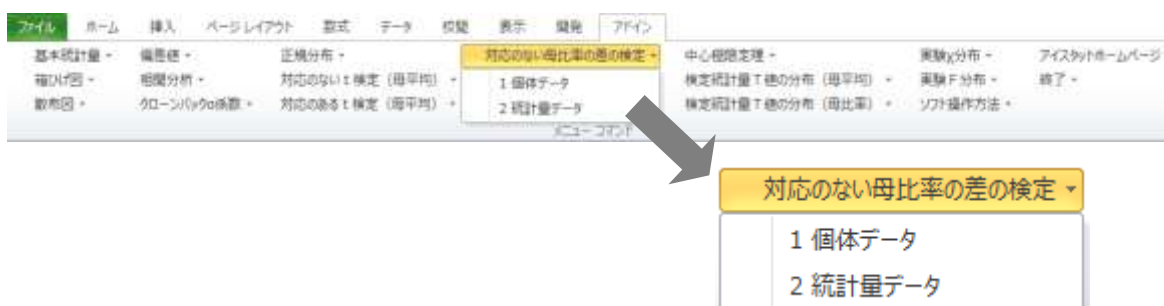 ファイル ホーム 挿入 ページ レイアウト 数式 データ 校閲 表示 開発 アドイン
基本統計量 偏差値 正規分布 対応のない母比率の差の検定 中心極限定理 実験χ分布 アイスタットホームページ
箱ひげ図 相関分析 対応のないt検定（母平均） 1 個体データ 検定統計量T値の分布（母平均） 実験F分布 終了
散布図 クローンバックα係数 対応のあるt検定（母平均） 2 統計量データ 検定統計量T値の分布（母比率） ソフト操作方法
メニュー コマンド
対応のない母比率の差の検定
1 個体データ
2 統計量データ